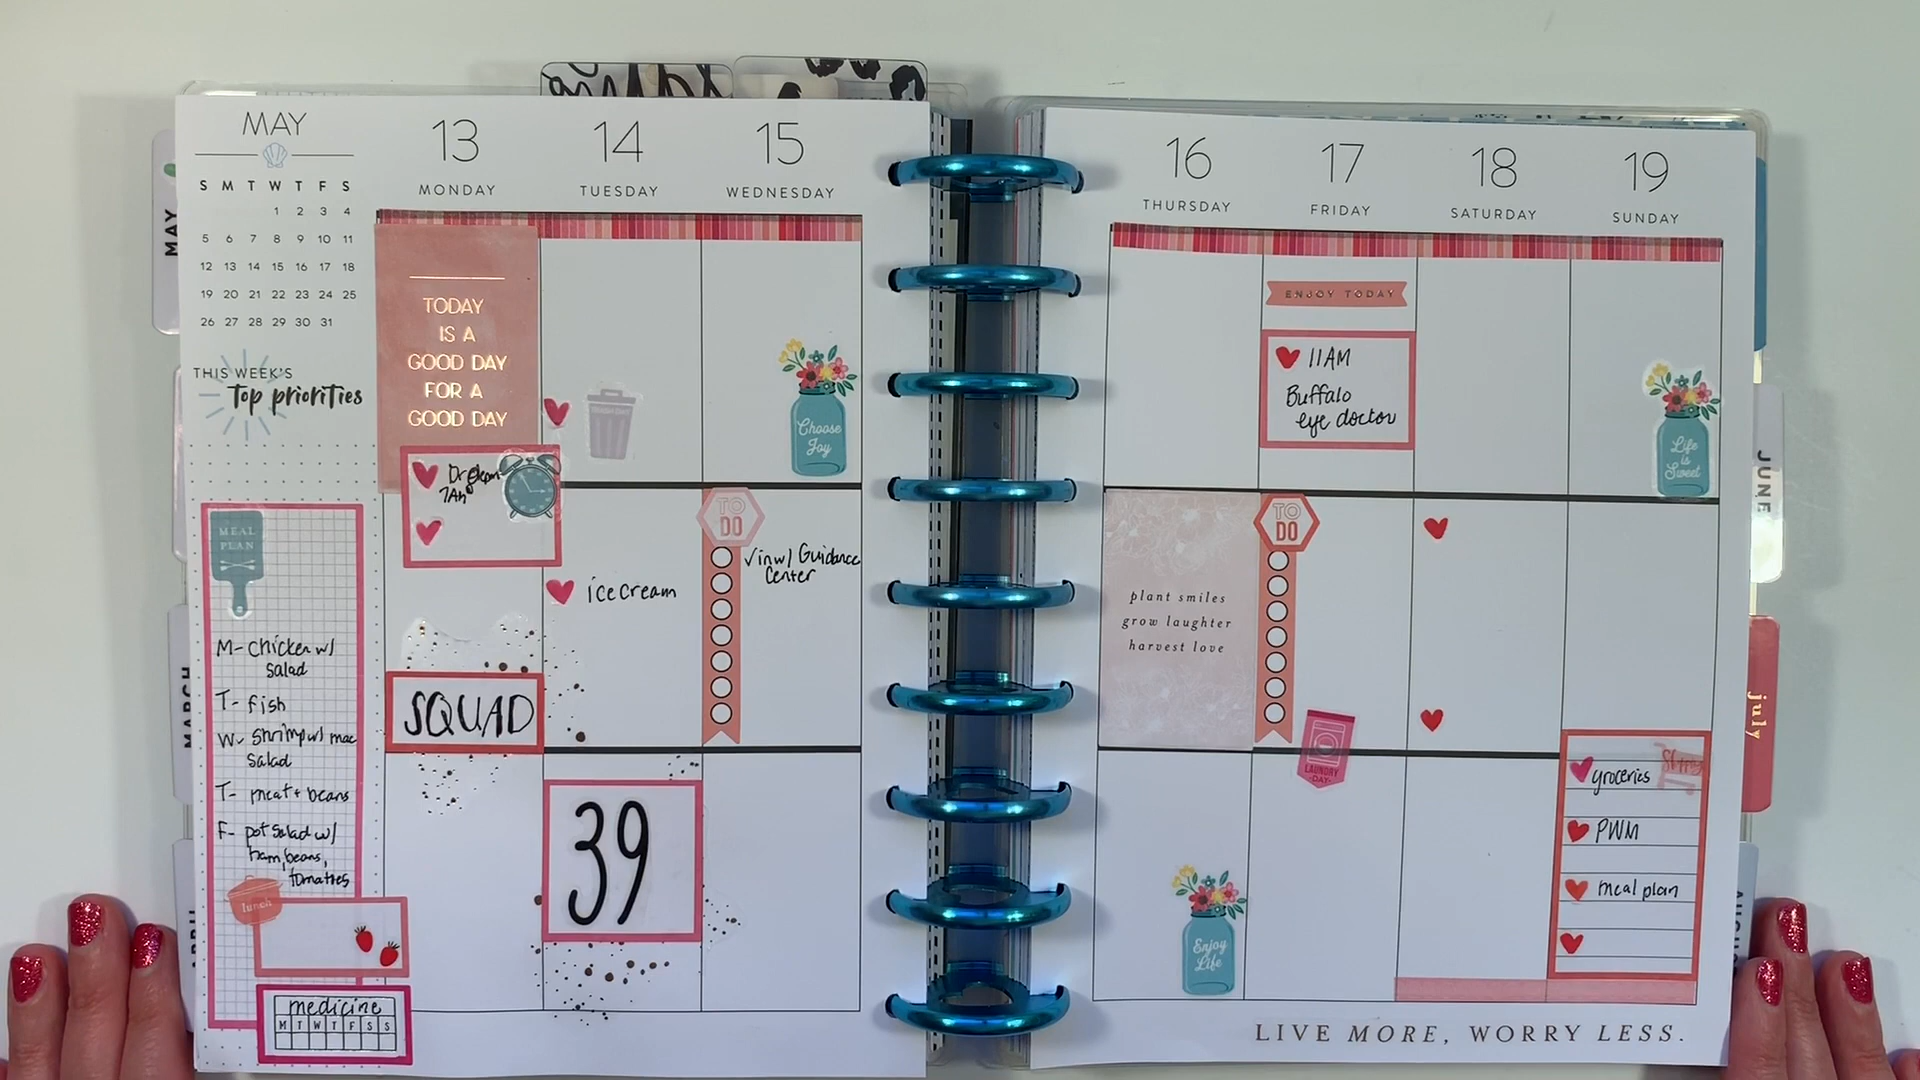 MAY
S M T W T F S
1 2 3 4
5 6 7 8 9 10 11
12 13 14 15 16 17 18
19 20 21 22 23 24 25
26 27 28 29 30 31
THIS WEEK'S
Top priorities
MEAL
PLAN
M- Chicken w/
salad
T- fish
W- Shrimp w/ mac
salad
T- meat + beans
F- pot salad w/
ham, beans,
tomatoes
lunch
medicine
M T W T F S S
13
MONDAY
TODAY
IS A
GOOD DAY
FOR A
GOOD DAY
7AM
SQUAD
14
TUESDAY
TRASH DAY
ice cream
39
15
WEDNESDAY
Choose
Joy
TO
DO
√ in w/ Guidance
Center
16
THURSDAY
plant smiles
grow laughter
harvest love
Enjoy
Life
17
FRIDAY
ENJOY TODAY
11AM
Buffalo
eye doctor
TO
DO
LAUNDRY
DAY
18
SATURDAY
19
SUNDAY
Life
is
Sweet
groceries
PWM
meal plan
LIVE MORE, WORRY LESS.
MAY
MARCH
APRIL
JUNE
july
AUGUST